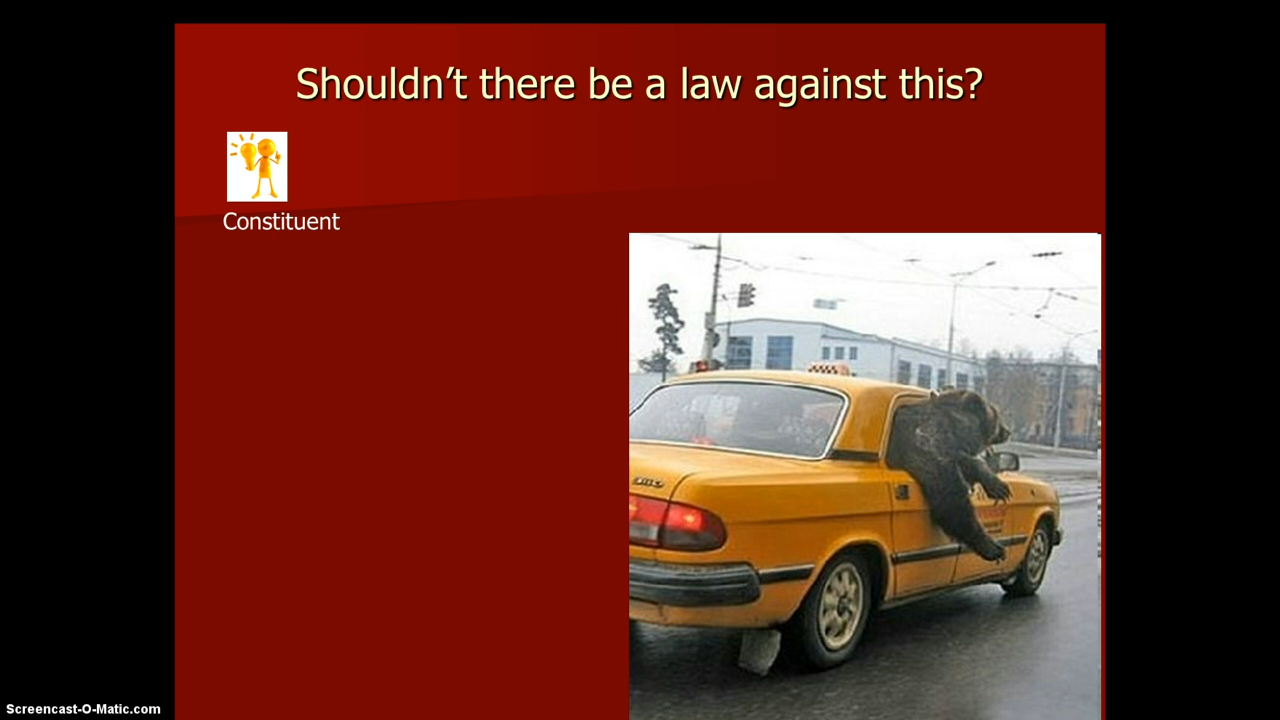 Shouldn’t there be a law against this?
Constituent
Screencast-O-Matic.com